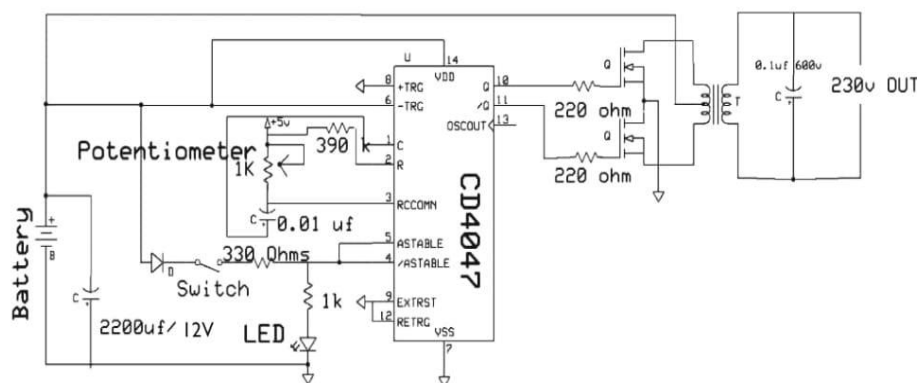 U
14
VDD
8 +TRG
6 -TRG
Q 10
/Q 11
OSCOUT 13
Q
220 ohm
Q
220 ohm
T
0.1uf 600v
C
230v OUT
+5v
Potentiometer
390 k
1K
1 C
2 R
C 0.01 uf
3 RCCOMN
CD4047
5 ASTABLE
4 /ASTABLE
330 Ohms
D
Switch
1k
LED
9 EXTRST
12 RETRG
VSS
7
Battery
+
B
C
2200uf/12V